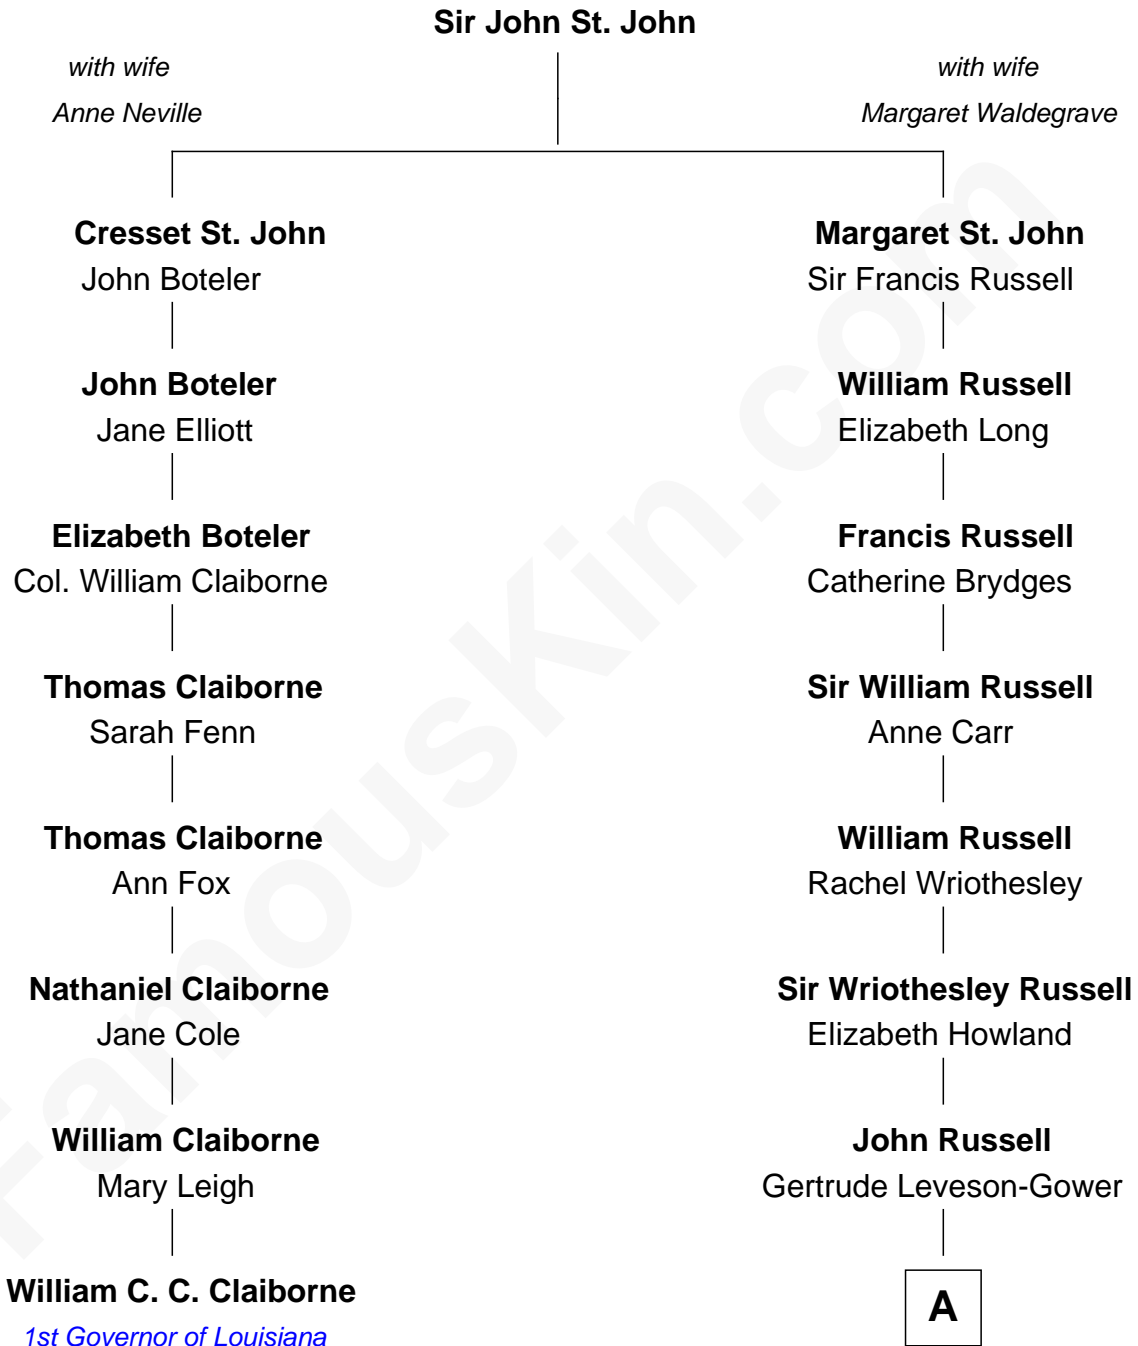 Sir John St. John
with wife
Anne Neville
with wife
Margaret Waldegrave
Cresset St. John
John Boteler
Margaret St. John
Sir Francis Russell
John Boteler
Jane Elliott
William Russell
Elizabeth Long
Elizabeth Boteler
Col. William Claiborne
Francis Russell
Catherine Brydges
Thomas Claiborne
Sarah Fenn
Sir William Russell
Anne Carr
Thomas Claiborne
Ann Fox
William Russell
Rachel Wriothesley
Nathaniel Claiborne
Jane Cole
Sir Wriothesley Russell
Elizabeth Howland
William Claiborne
Mary Leigh
John Russell
Gertrude Leveson-Gower
William C. C. Claiborne
1st Governor of Louisiana
A
FamousKin.com